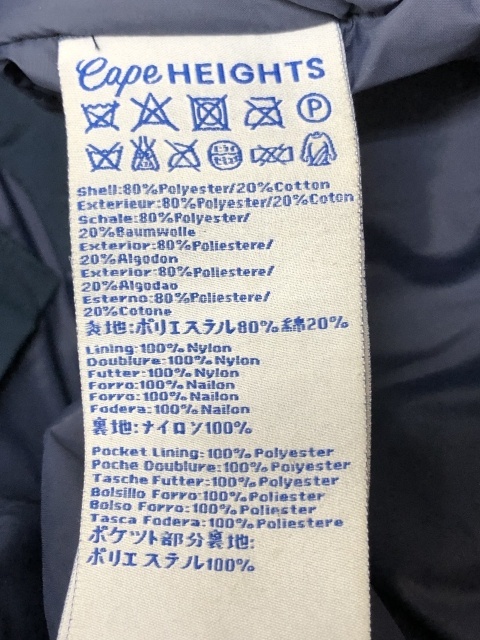 Cape HEIGHTS
P
Shell:80%Polyester/20%Cotton
Exterieur:80%Polyester/20%Coton
Schale:80%Polyester/
20%Baumwolle
Exterior:80%Poliestere/
20%Algodon
Exterior:80%Poliestere/
20%Algodao
Esterno:80%Poliestere/
20%Cotone
表地:ポリエステル80%綿20%
Lining:100%Nylon
Doublure:100%Nylon
Futter:100%Nylon
Forro:100%Nailon
Forro:100%Nailon
Fodera:100%Nailon
裏地:ナイロン100%
Pocket Lining:100%Polyester
Poche Doublure:100%Polyester
Tasche Futter:100%Polyester
Bolsillo Forro:100%Poliester
Bolso Forro:100%Poliester
Tasca Fodera:100%Poliestere
ポケット部分裏地:
ポリエステル100%